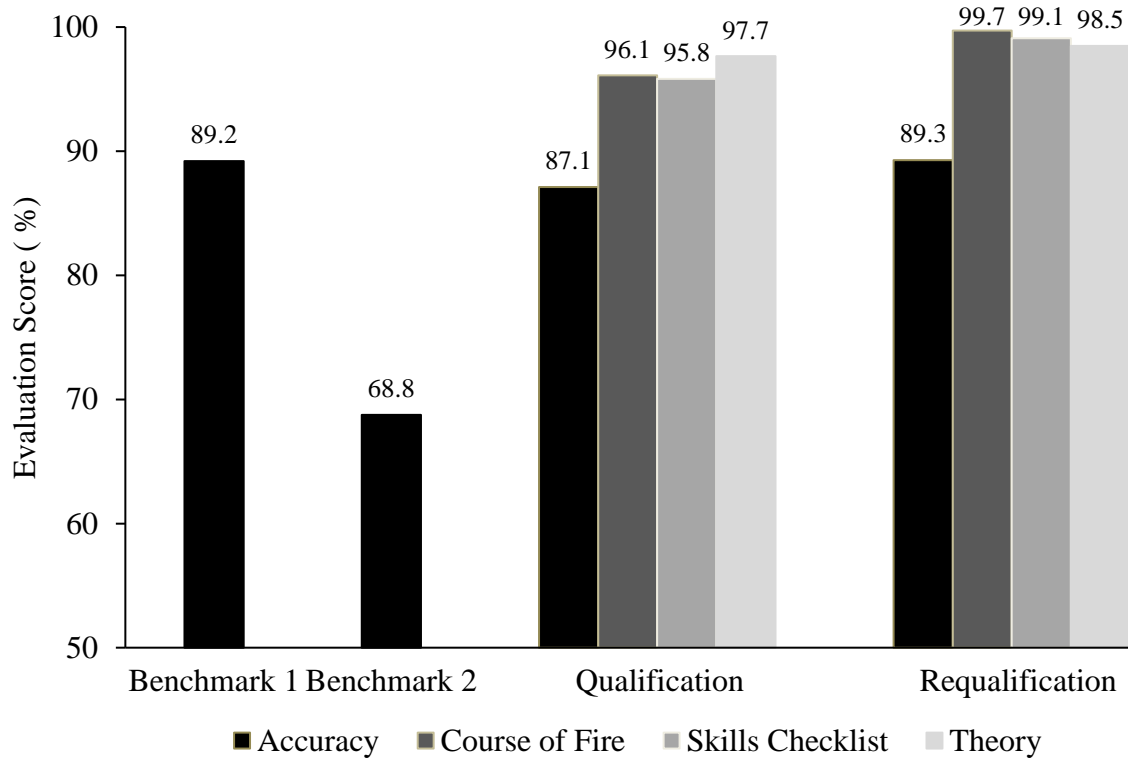 Evaluation Score ( %)
100
90
80
70
60
50
89.2
68.8
87.1
96.1
95.8
97.7
89.3
99.7
99.1
98.5
Benchmark 1
Benchmark 2
Qualification
Requalification
Accuracy
Course of Fire
Skills Checklist
Theory